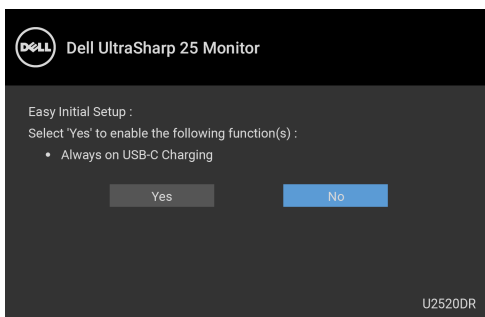 DELL Dell UltraSharp 25 Monitor
Easy Initial Setup :
Select 'Yes' to enable the following function(s) :
• Always on USB-C Charging
Yes No
U2520DR